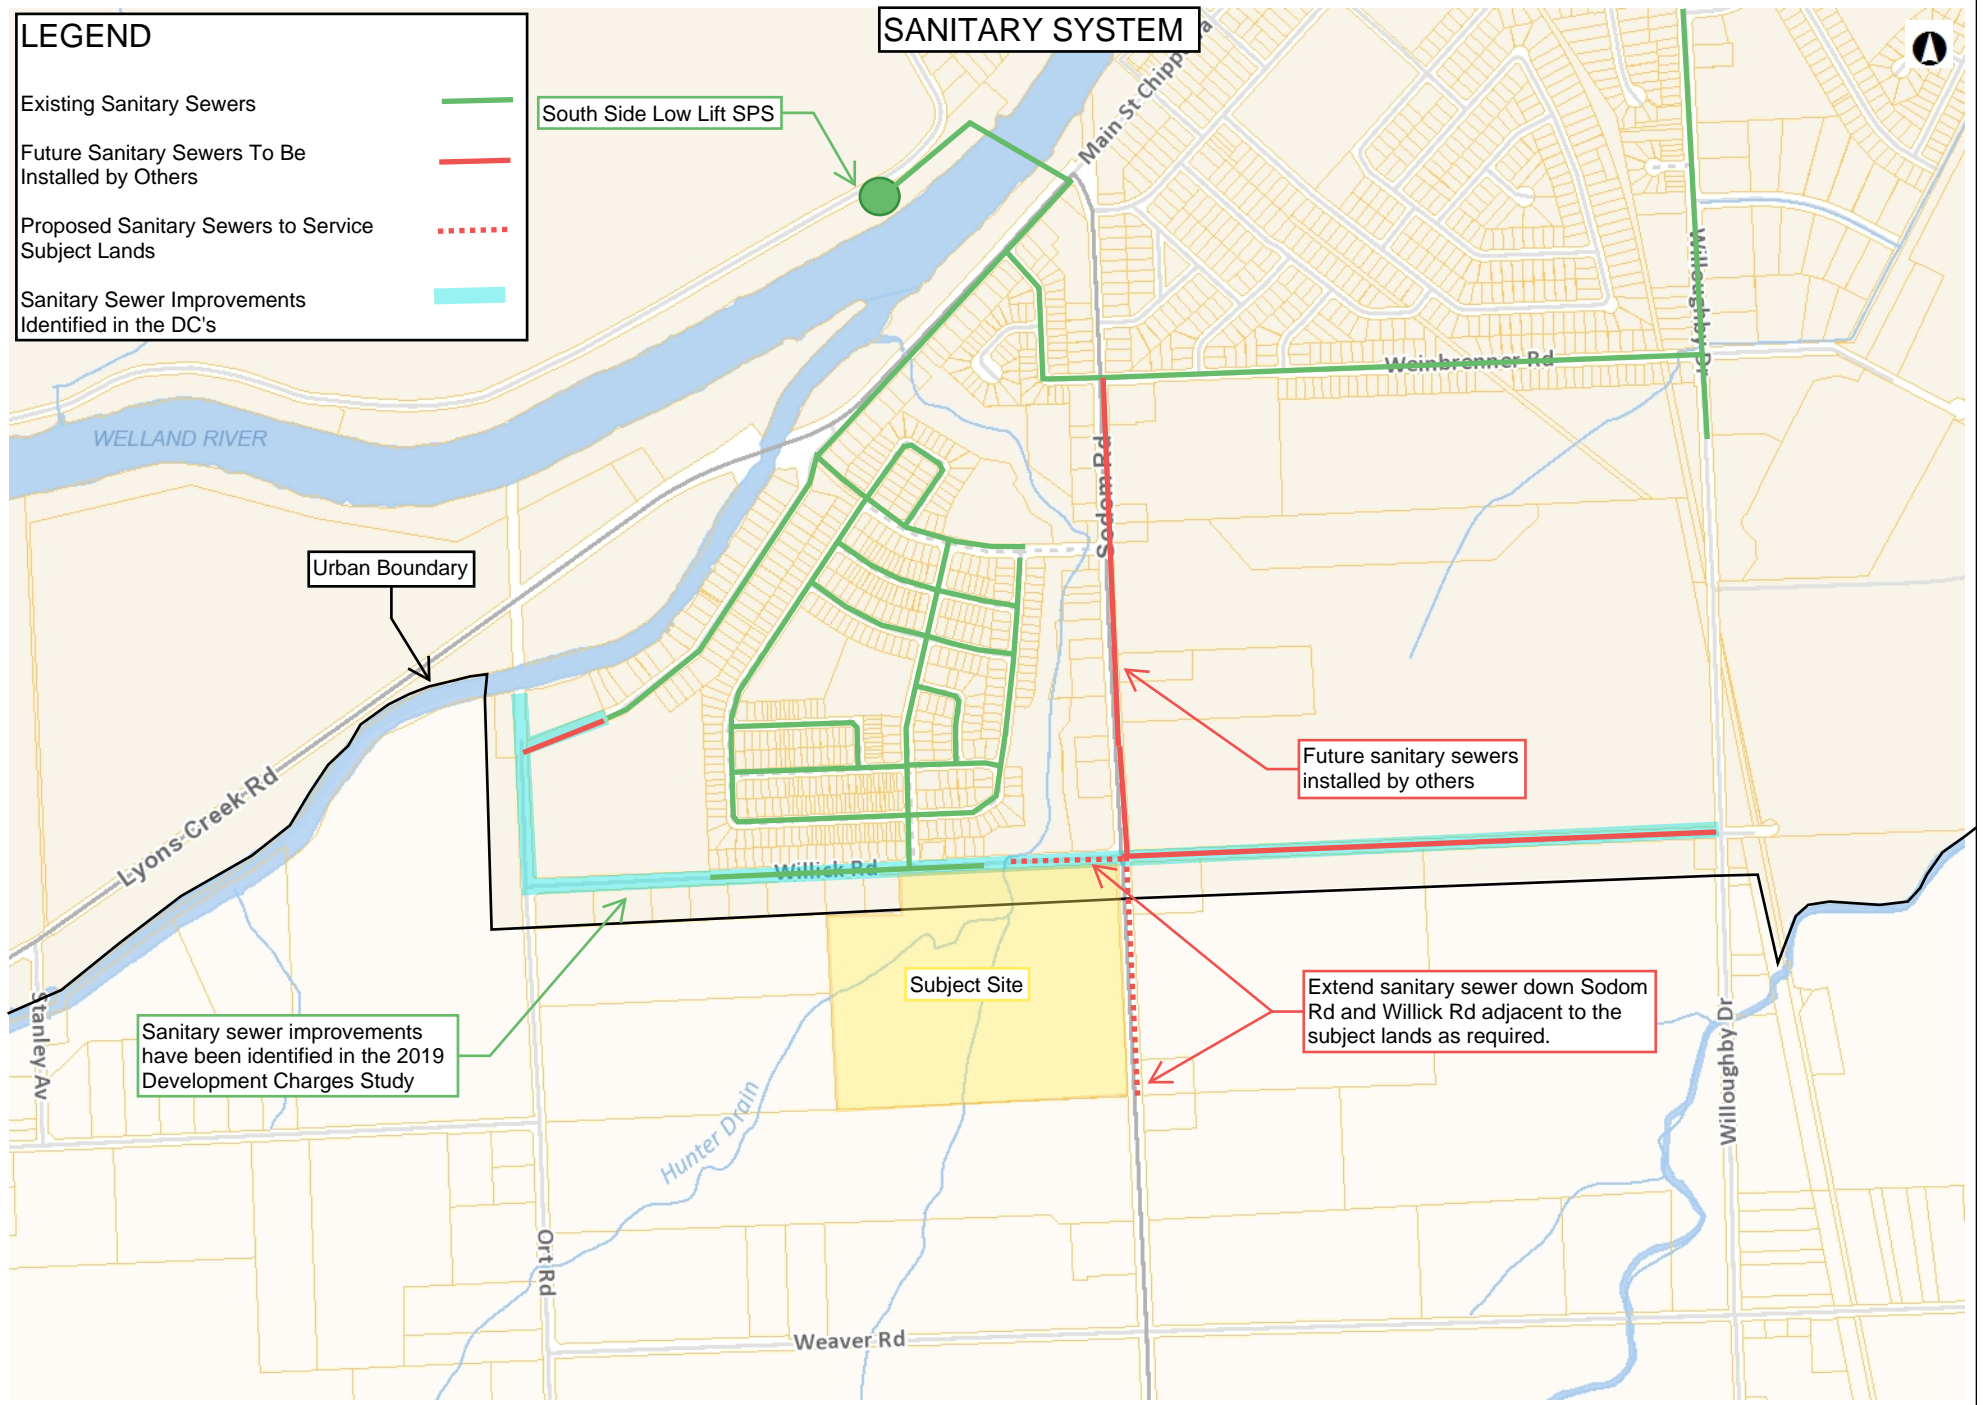 LEGEND
Existing Sanitary Sewers
Future Sanitary Sewers To Be
Installed by Others
Proposed Sanitary Sewers to Service
Subject Lands
Sanitary Sewer Improvements
Identified in the DC's
SANITARY SYSTEM
South Side Low Lift SPS
Main St Chippawa
Willoughby Dr
Weinbrenner Rd
WELLAND RIVER
Sodom Rd
Urban Boundary
Future sanitary sewers
installed by others
Lyons Creek Rd
Willick Rd
Subject Site
Extend sanitary sewer down Sodom
Rd and Willick Rd adjacent to the
subject lands as required.
Stanley Av
Sanitary sewer improvements
have been identified in the 2019
Development Charges Study
Hunter Drain
Willoughby Dr
Ort Rd
Weaver Rd